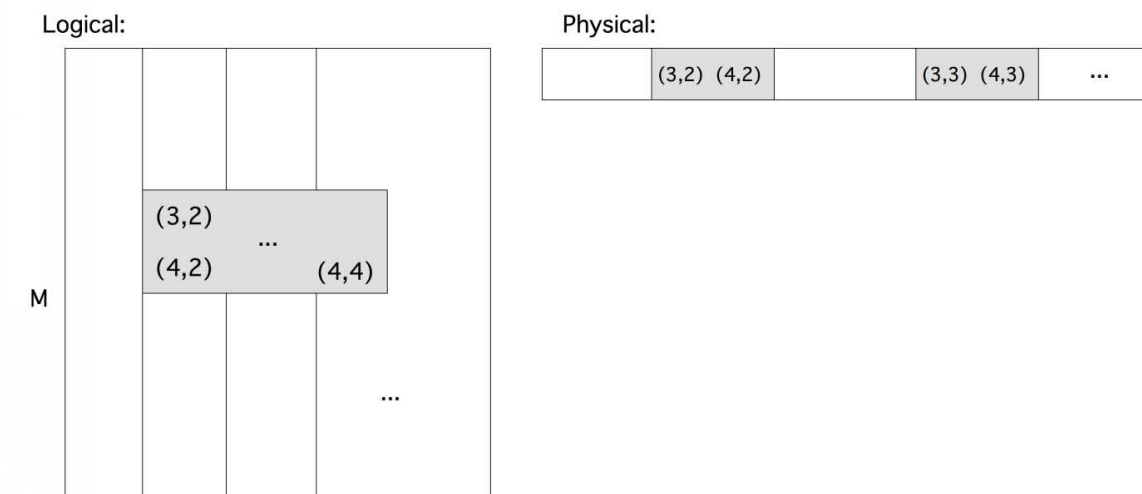 Logical:
Physical:
(3,2) (4,2)
(3,3) (4,3)
...
(3,2)
...
(4,2)
(4,4)
M
...